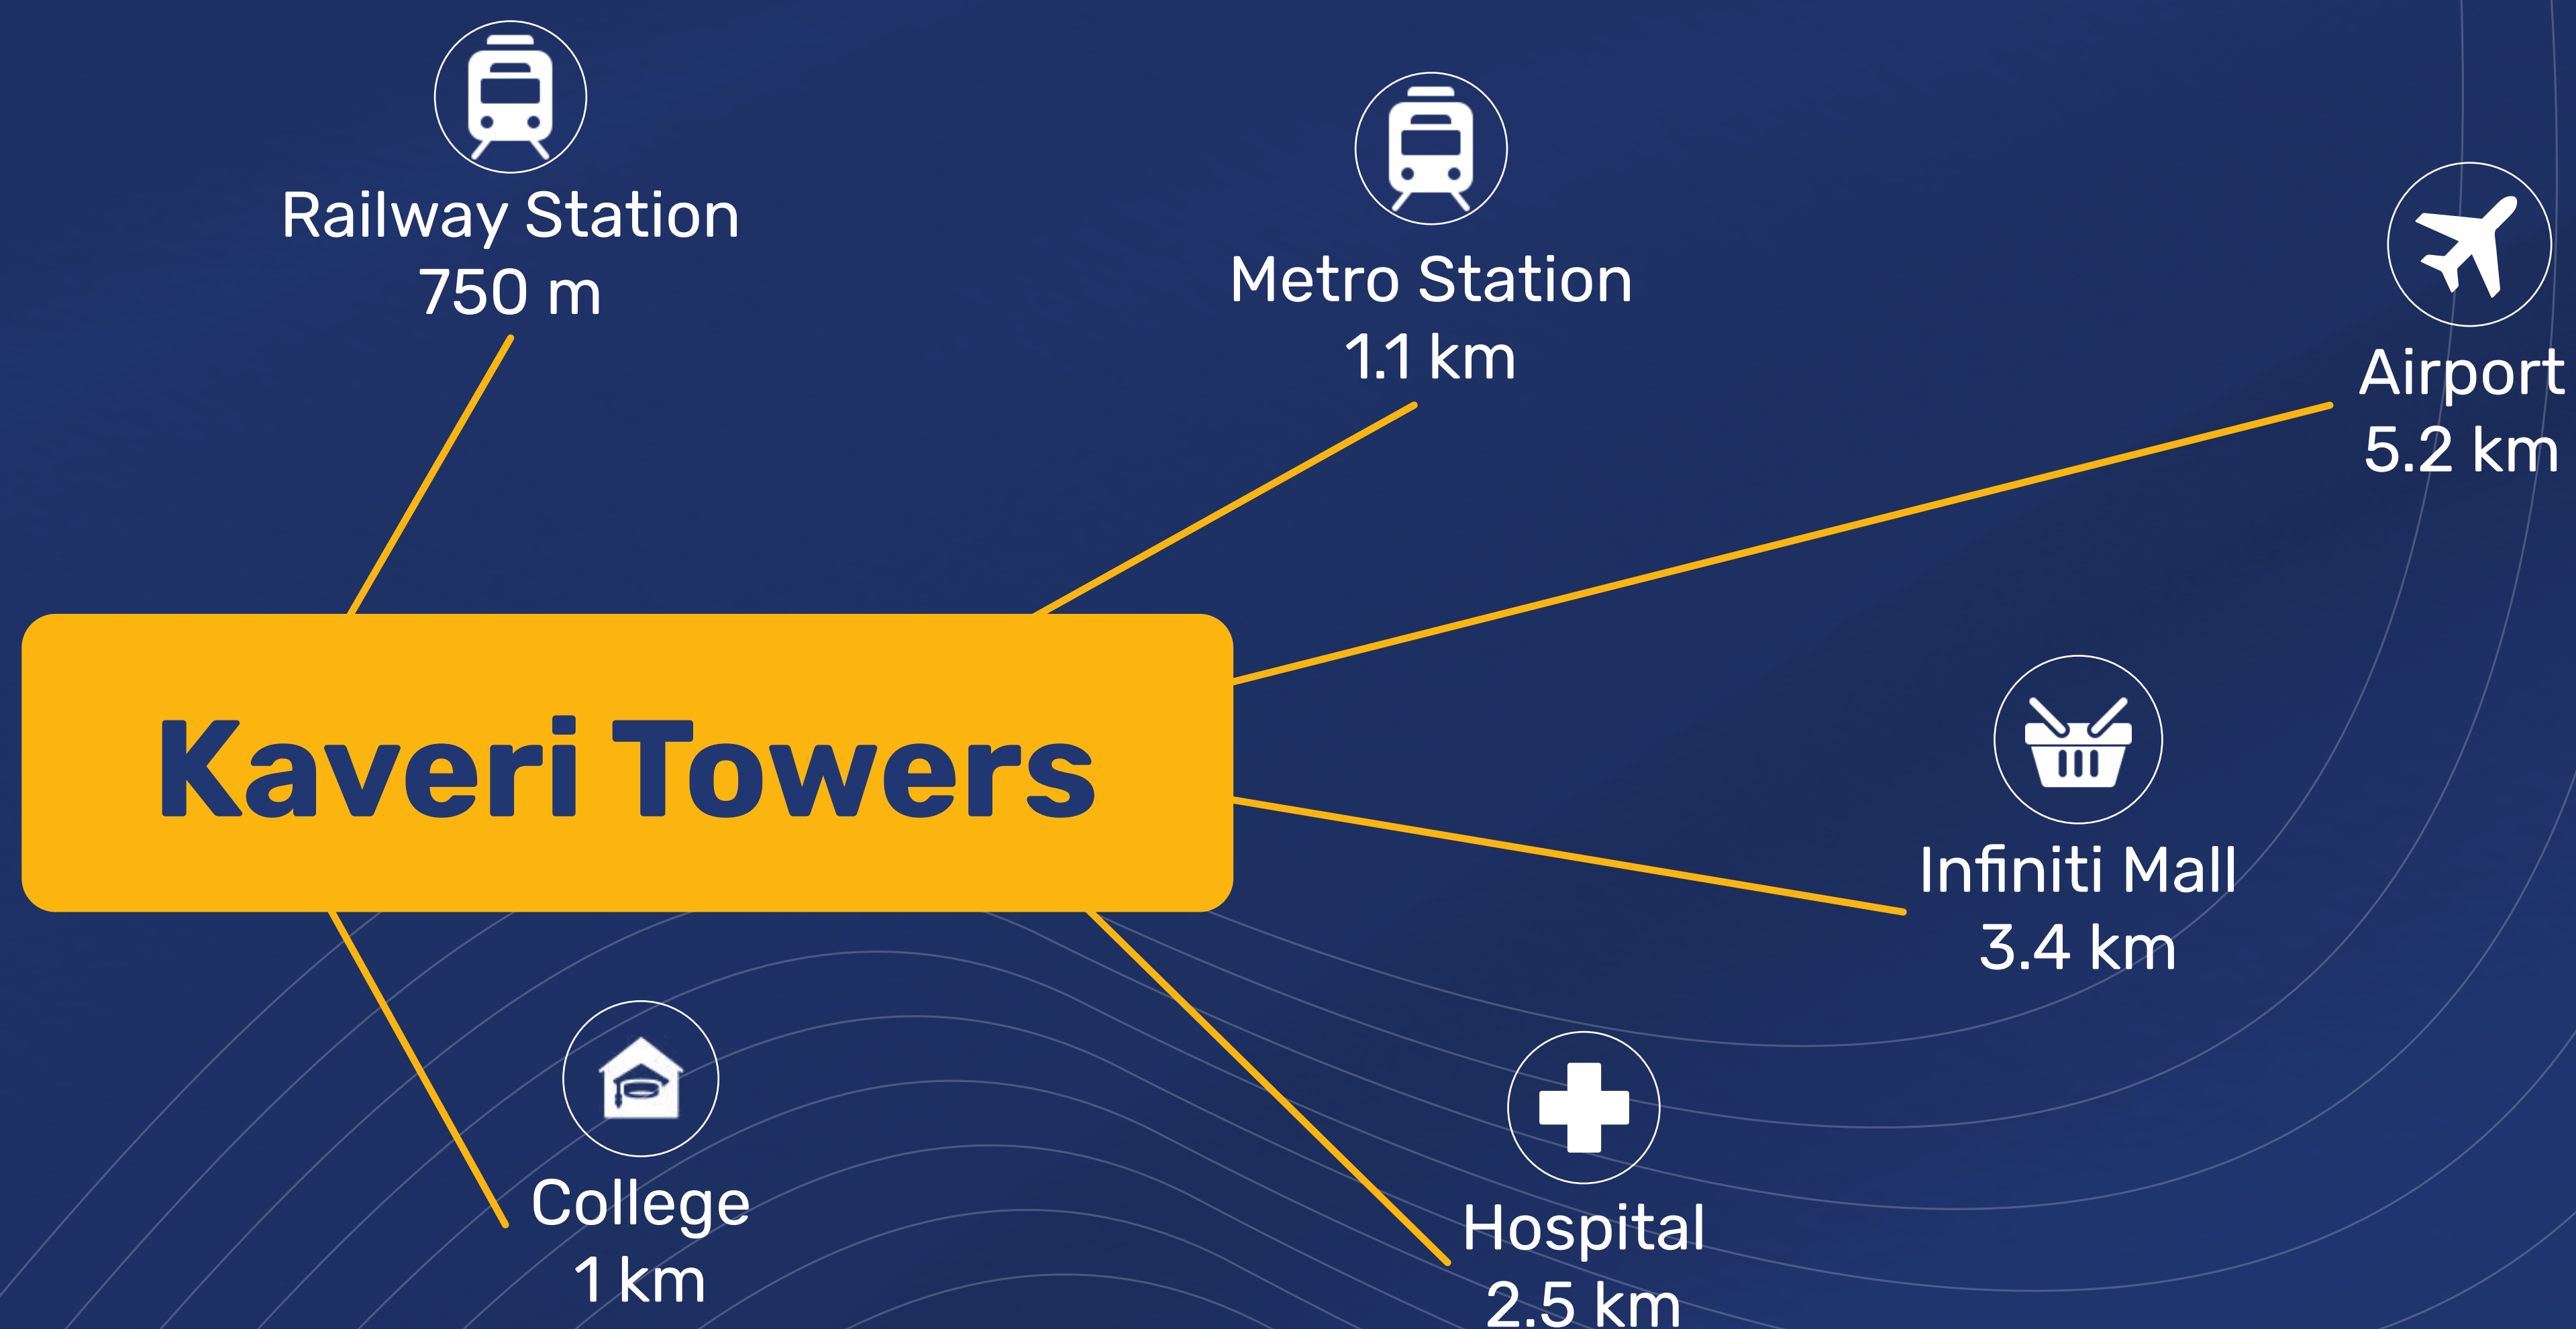 Railway Station
750 m
Metro Station
1.1 km
Airport
5.2 km
Kaveri Towers
Infiniti Mall
3.4 km
College
1 km
Hospital
2.5 km